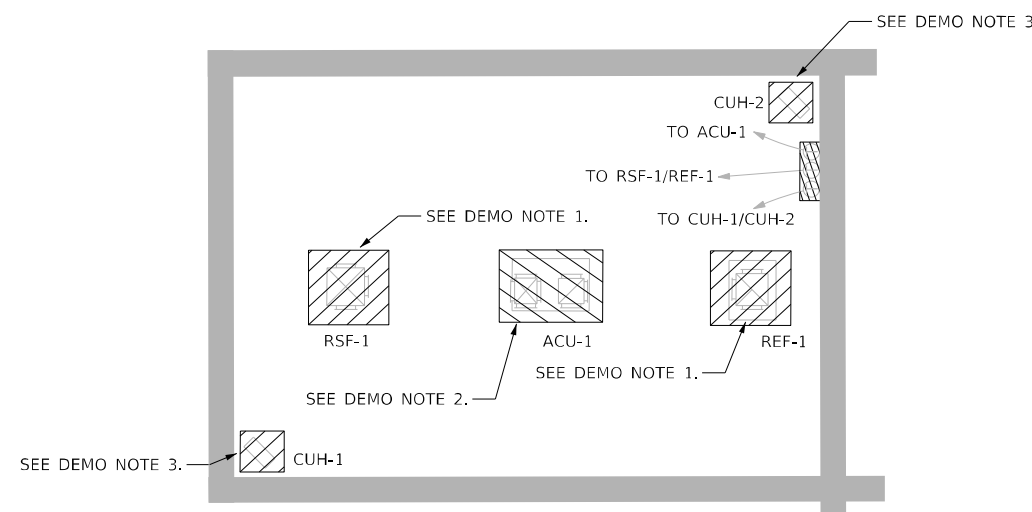 SEE DEMO NOTE 3
CUH-2
TO ACU-1
TO RSF-1/REF-1
TO CUH-1/CUH-2
SEE DEMO NOTE 1.
RSF-1
ACU-1
REF-1
SEE DEMO NOTE 1.
SEE DEMO NOTE 2.
CUH-1
SEE DEMO NOTE 3.